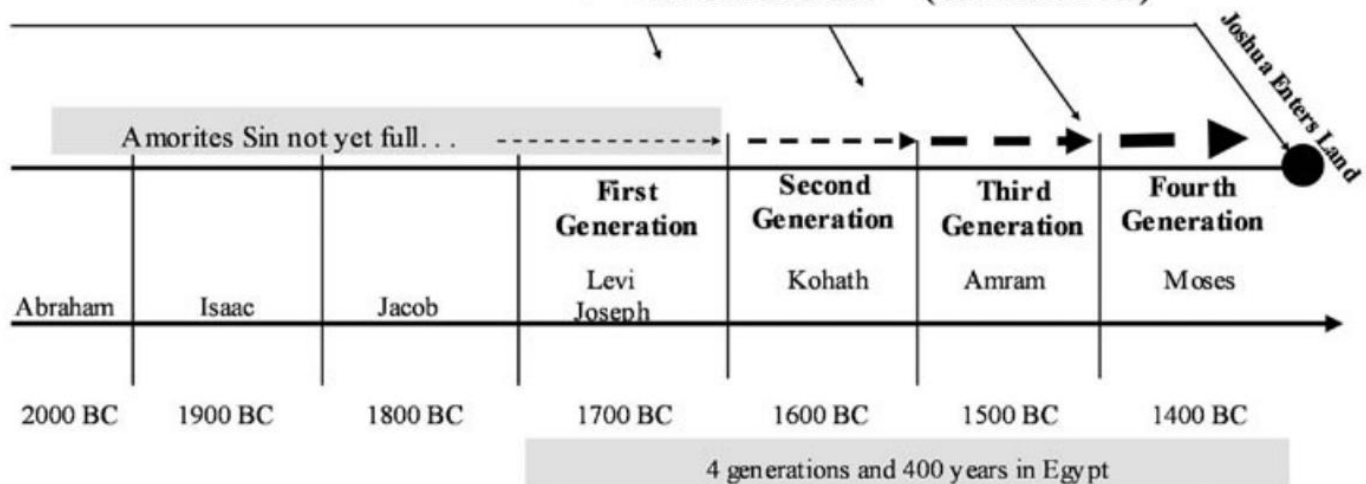 Joshua Enters Land
Amorites Sin not yet full. . .
First
Generation
Second
Generation
Third
Generation
Fourth
Generation
Levi
Joseph
Kohath
Amram
Moses
Abraham
Isaac
Jacob
2000 BC
1900 BC
1800 BC
1700 BC
1600 BC
1500 BC
1400 BC
4 generations and 400 years in Egypt